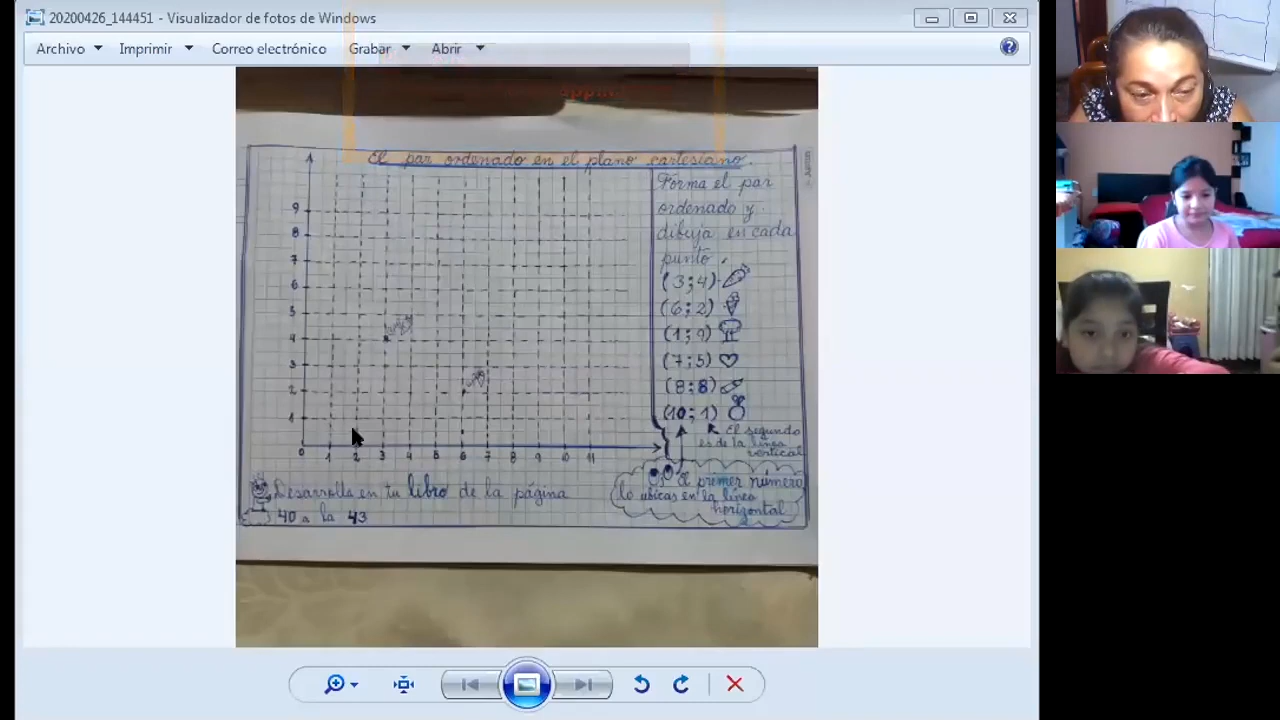 20200426_144451 - Visualizador de fotos de Windows
Archivo Imprimir Correo electrónico Grabar Abrir
El par ordenado en el plano cartesiano.
Forma el par
ordenado y
dibuja en cada
punto.
(3;4)
(6;2)
(1;9)
(7;5)
(8;8)
(10;1)
El segundo
es de la línea
vertical
El primer número
lo ubicas en la línea
horizontal
9
8
7
6
5
4
3
2
1
0 1 2 3 4 5 6 7 8 9 10 11
Desarrolla en tu libro de la página
40 a la 43